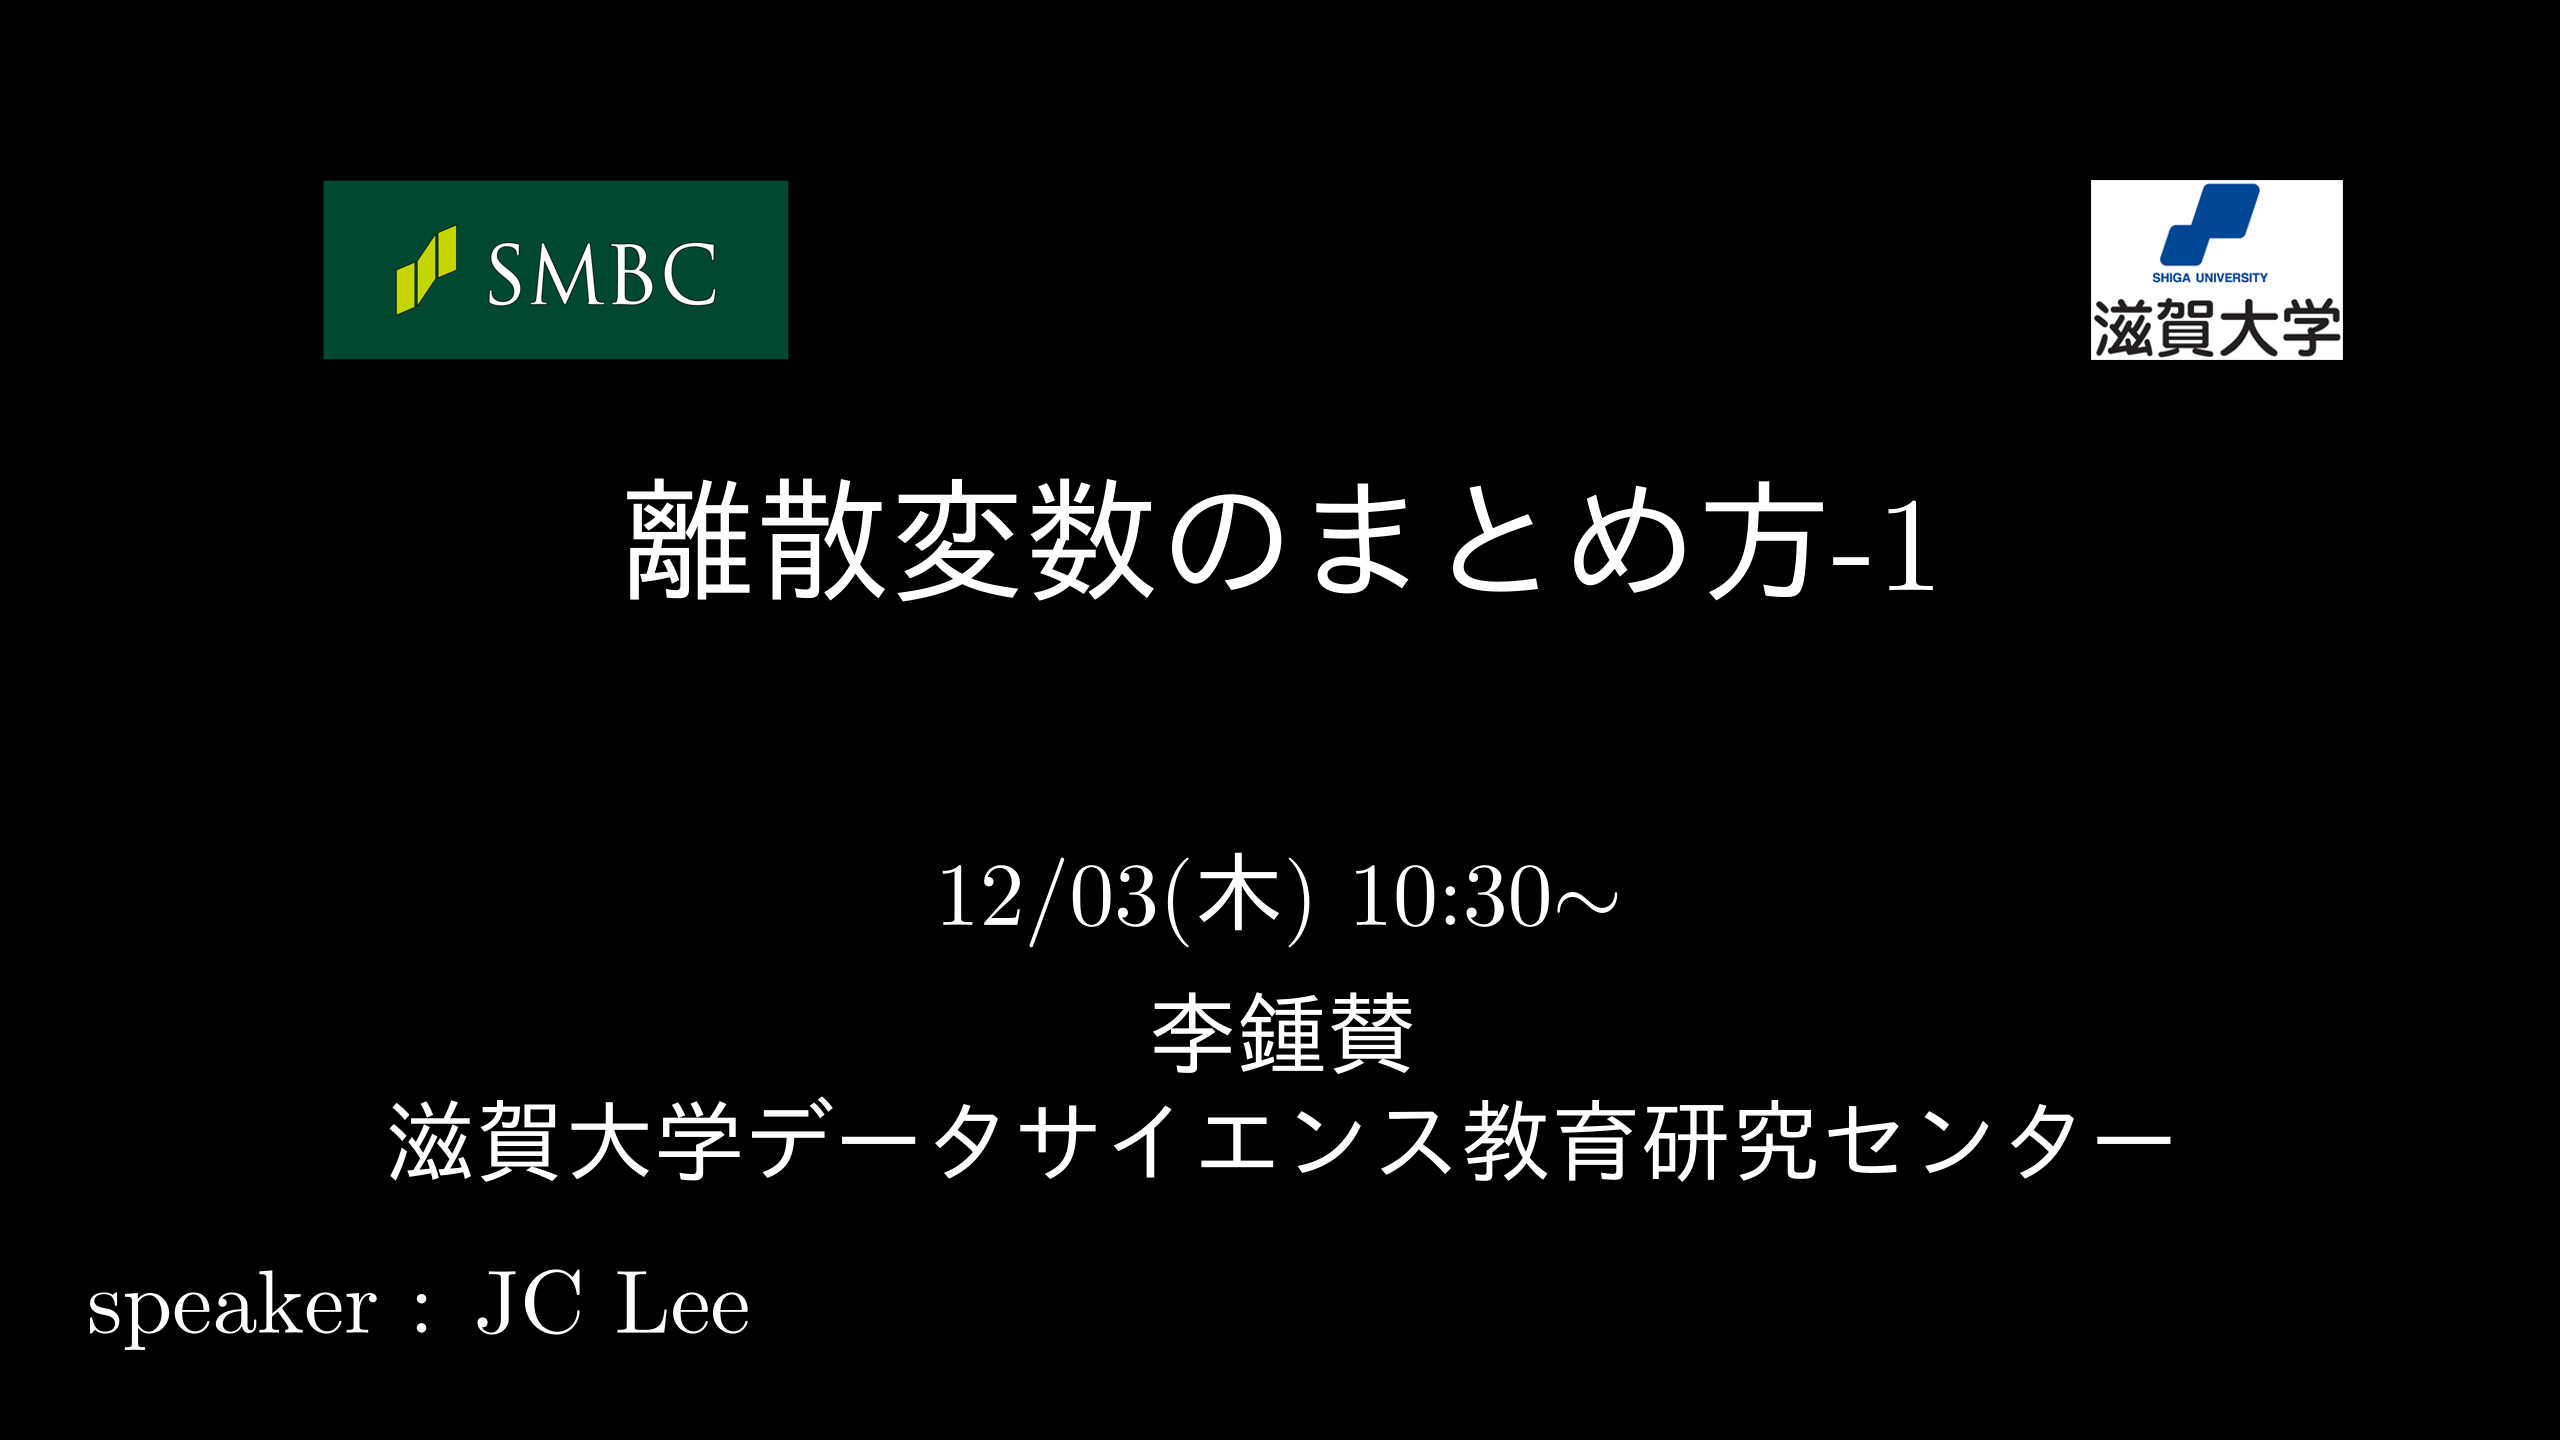 SMBC
SHIGA UNIVERSITY
滋賀大学
離散変数のまとめ方-1
12/03(木) 10:30~
李鍾賛
滋賀大学データサイエンス教育研究センター
speaker : JC Lee